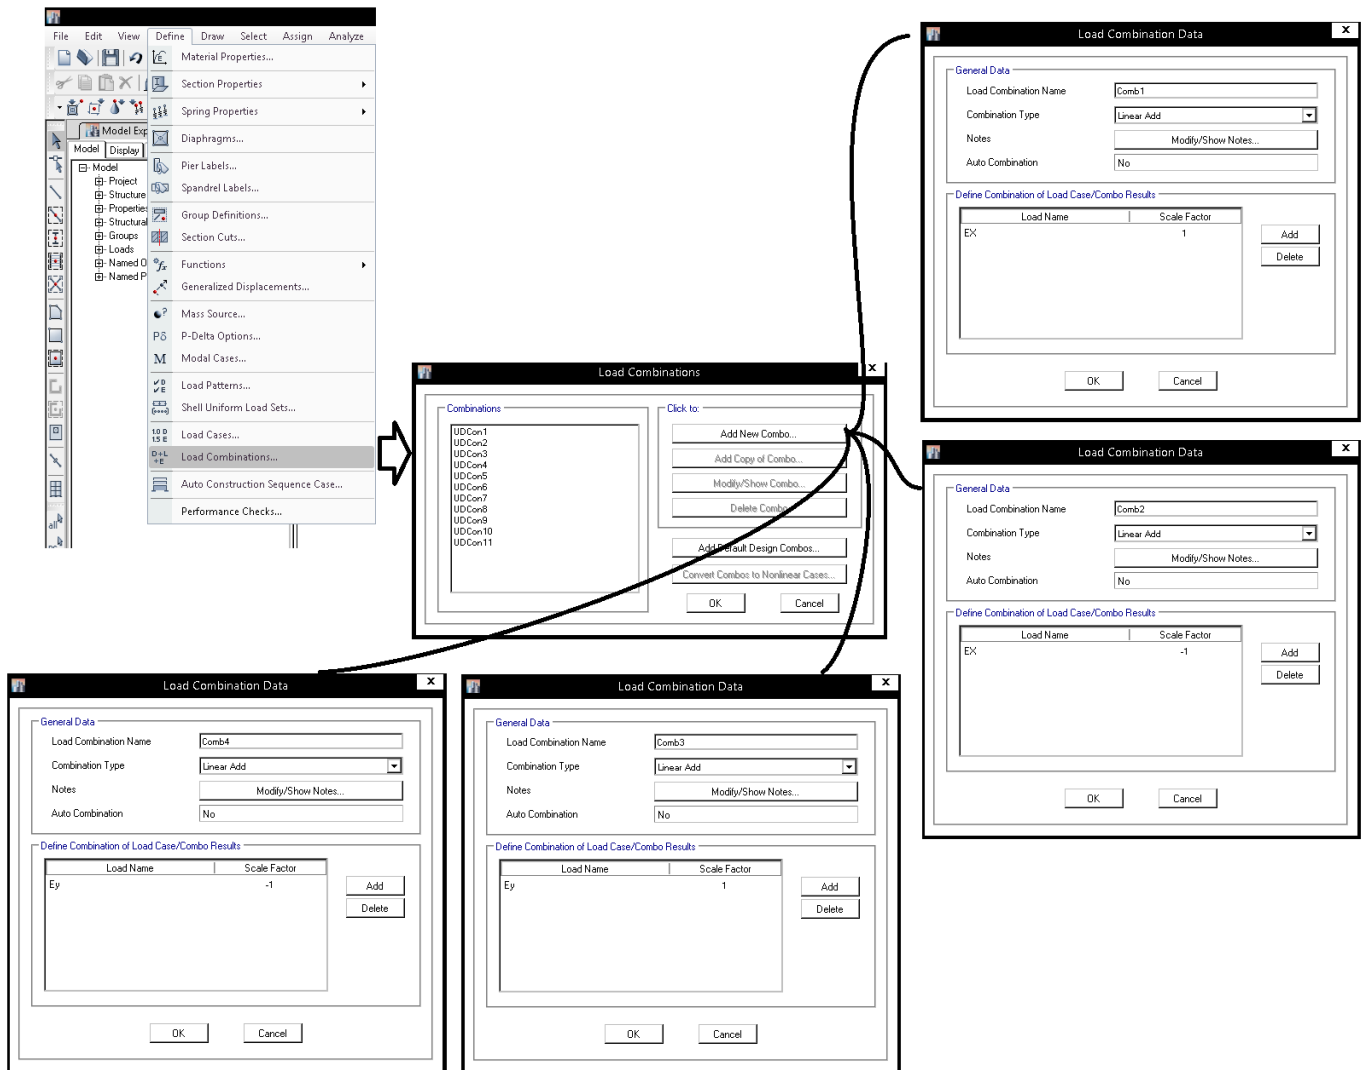 File Edit View Define Draw Select Assign Analyze
Material Properties...
Section Properties
Spring Properties
Diaphragms...
Pier Labels...
Spandrel Labels...
Group Definitions...
Section Cuts...
Functions
Generalized Displacements...
Mass Source...
Pδ P-Delta Options...
M Modal Cases...
Load Patterns...
Shell Uniform Load Sets...
Load Cases...
Load Combinations...
Auto Construction Sequence Case...
Performance Checks...
Model Exp
Model Display
Model
Project
Structure
Propertie
Structural
Groups
Loads
Named O
Named P
all
Load Combinations
x
Combinations
UDCon1
UDCon2
UDCon3
UDCon4
UDCon5
UDCon6
UDCon7
UDCon8
UDCon9
UDCon10
UDCon11
Click to:
Add New Combo...
Add Copy of Combo...
Modify/Show Combo...
Delete Combo
Add Default Design Combos...
Convert Combos to Nonlinear Cases...
OK Cancel
Load Combination Data
x
General Data
Load Combination Name Comb1
Combination Type Linear Add
Notes Modify/Show Notes...
Auto Combination No
Define Combination of Load Case/Combo Results
Load Name Scale Factor
EX 1
Add
Delete
OK Cancel
Load Combination Data
x
General Data
Load Combination Name Comb2
Combination Type Linear Add
Notes Modify/Show Notes...
Auto Combination No
Define Combination of Load Case/Combo Results
Load Name Scale Factor
EX -1
Add
Delete
OK Cancel
Load Combination Data
x
General Data
Load Combination Name Comb4
Combination Type Linear Add
Notes Modify/Show Notes...
Auto Combination No
Define Combination of Load Case/Combo Results
Load Name Scale Factor
Ey -1
Add
Delete
OK Cancel
Load Combination Data
x
General Data
Load Combination Name Comb3
Combination Type Linear Add
Notes Modify/Show Notes...
Auto Combination No
Define Combination of Load Case/Combo Results
Load Name Scale Factor
Ey 1
Add
Delete
OK Cancel